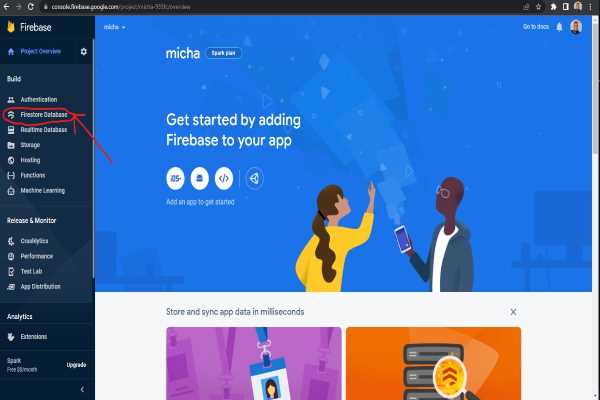 console.firebase.google.com/project/micha-
/overview
Firebase
micha
Go to docs
Project Overview
micha
Spark plan
Build
Authentication
Firestore Database
Realtime Database
Storage
Hosting
Functions
Machine Learning
Get started by adding
Firebase to your app
iOS+
Add an app to get started
Release & Monitor
Crashlytics
Performance
Test Lab
App Distribution
Analytics
Extensions
Store and sync app data in milliseconds
Spark
Free $0/month
Upgrade